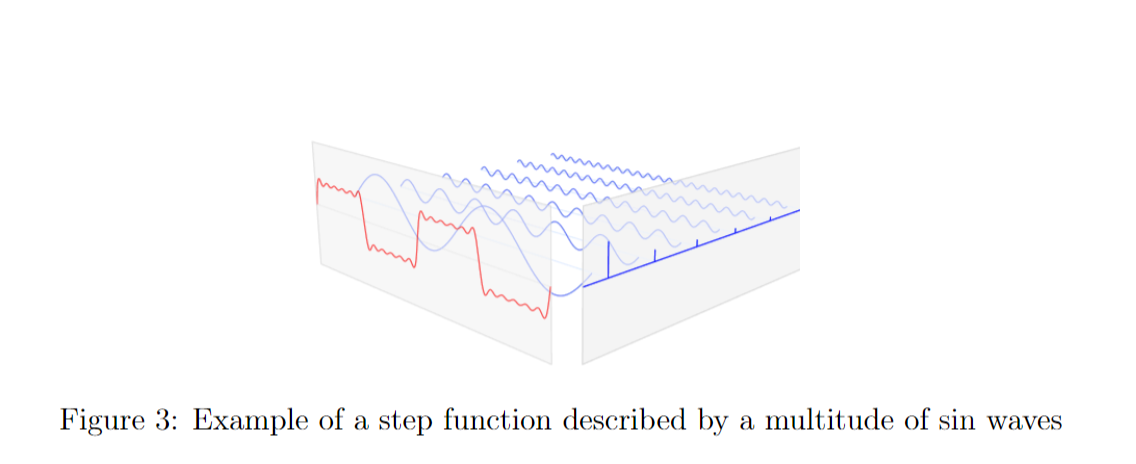 Figure 3: Example of a step function described by a multitude of sin waves